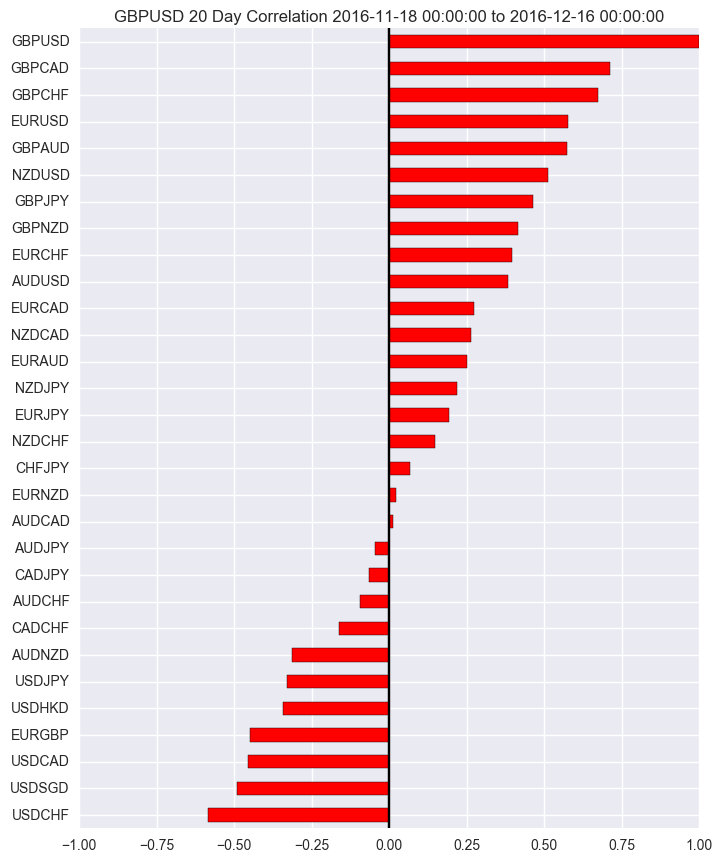 GBPUSD 20 Day Correlation 2016-11-18 00:00:00 to 2016-12-16 00:00:00
GBPUSD
GBPCAD
GBPCHF
EURUSD
GBPAUD
NZDUSD
GBPJPY
GBPNZD
EURCHF
AUDUSD
EURCAD
NZDCAD
EURAUD
NZDJPY
EURJPY
NZDCHF
CHFJPY
EURNZD
AUDCAD
AUDJPY
CADJPY
AUDCHF
CADCHF
AUDNZD
USDJPY
USDHKD
EURGBP
USDCAD
USDSGD
USDCHF
−1.00 −0.75 −0.50 −0.25 0.00 0.25 0.50 0.75 1.00